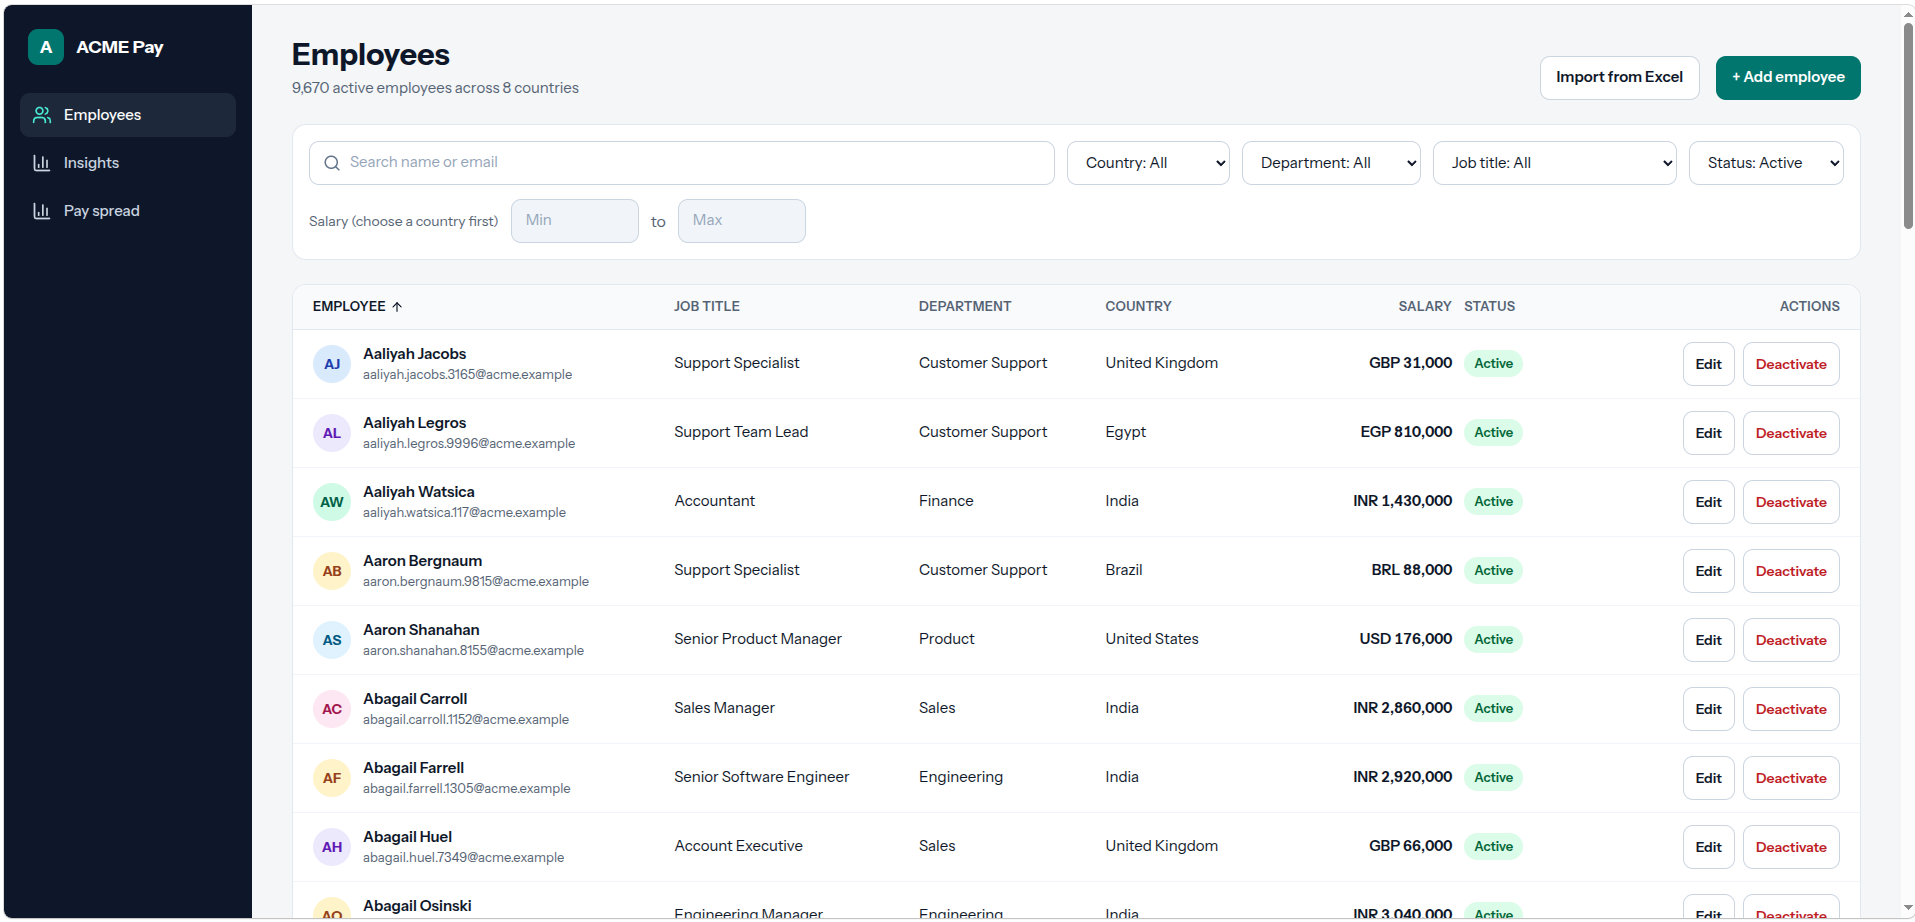 A ACME Pay
Employees
Insights
Pay spread
Employees
9,670 active employees across 8 countries
Import from Excel
+ Add employee
Search name or email
Country: All
Department: All
Job title: All
Status: Active
Salary (choose a country first) Min to Max
EMPLOYEE ↑ JOB TITLE DEPARTMENT COUNTRY SALARY STATUS ACTIONS
AJ Aaliyah Jacobs
aaliyah.jacobs.3165@acme.example
Support Specialist Customer Support United Kingdom GBP 31,000 Active Edit Deactivate
AL Aaliyah Legros
aaliyah.legros.9996@acme.example
Support Team Lead Customer Support Egypt EGP 810,000 Active Edit Deactivate
AW Aaliyah Watsica
aaliyah.watsica.117@acme.example
Accountant Finance India INR 1,430,000 Active Edit Deactivate
AB Aaron Bergnaum
aaron.bergnaum.9815@acme.example
Support Specialist Customer Support Brazil BRL 88,000 Active Edit Deactivate
AS Aaron Shanahan
aaron.shanahan.8155@acme.example
Senior Product Manager Product United States USD 176,000 Active Edit Deactivate
AC Abagail Carroll
abagail.carroll.1152@acme.example
Sales Manager Sales India INR 2,860,000 Active Edit Deactivate
AF Abagail Farrell
abagail.farrell.1305@acme.example
Senior Software Engineer Engineering India INR 2,920,000 Active Edit Deactivate
AH Abagail Huel
abagail.huel.7349@acme.example
Account Executive Sales United Kingdom GBP 66,000 Active Edit Deactivate
AO Abagail Osinski
Engineering Manager Engineering India INR 3,040,000 Active Edit Deactivate